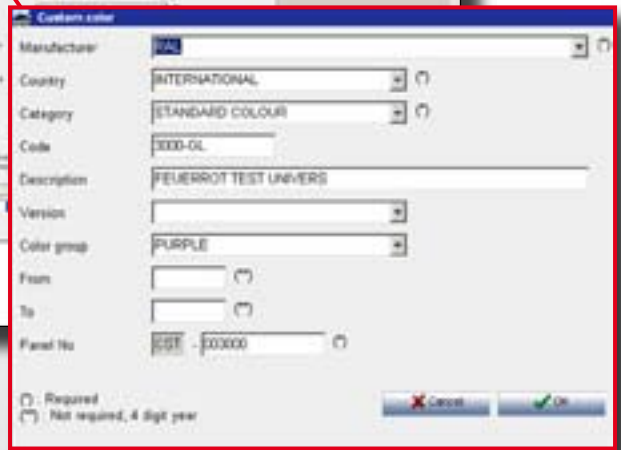 Custom color
Manufacturer RAL (*)
Country INTERNATIONAL (*)
Category STANDARD COLOUR (*)
Code 3000-GL
Description FEUERROT TEST UNIVERS
Version
Color group PURPLE
From (**)
To (**)
Panel No CST - 003000 (*)
(*) : Required
(**) : Not required, 4 digit year
Cancel OK